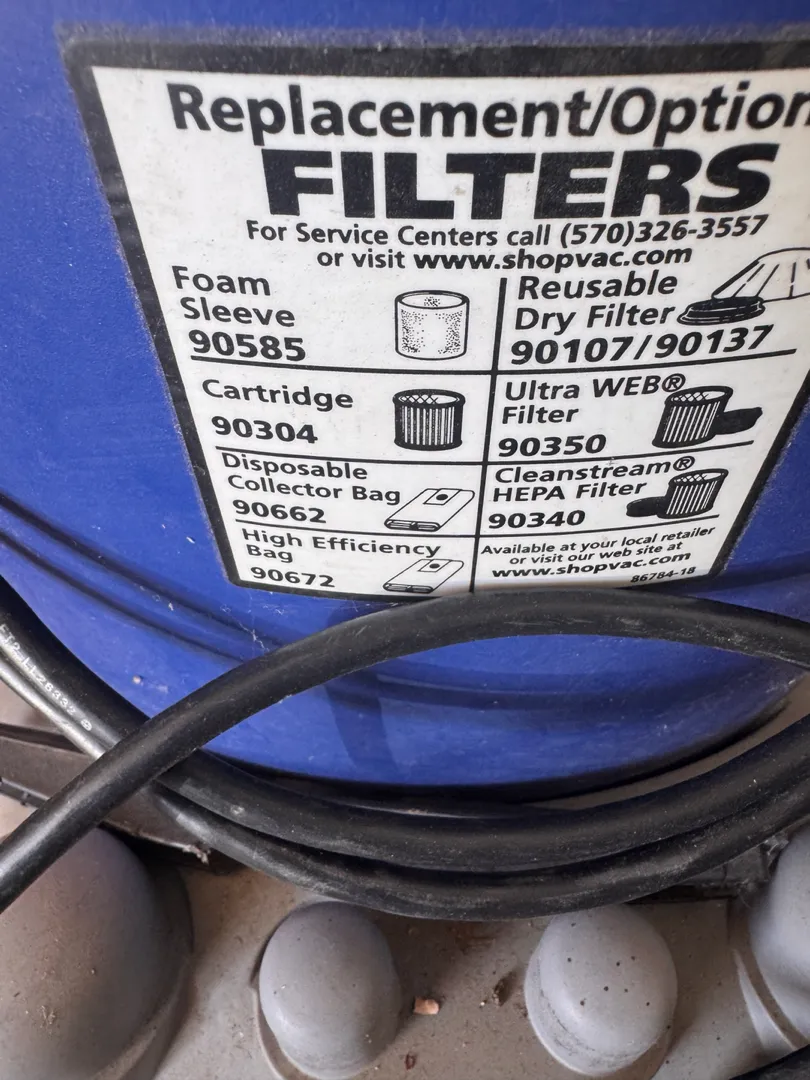 Replacement/Option
FILTERS
For Service Centers call (570)326-3557
or visit www.shopvac.com
Foam
Sleeve
90585
Reusable
Dry Filter
90107/90137
Cartridge
90304
Ultra WEB®
Filter
90350
Disposable
Collector Bag
90662
Cleanstream®
HEPA Filter
90340
High Efficiency
Bag
90672
Available at your local retailer
or visit our web site at
www.shopvac.com
86784-18